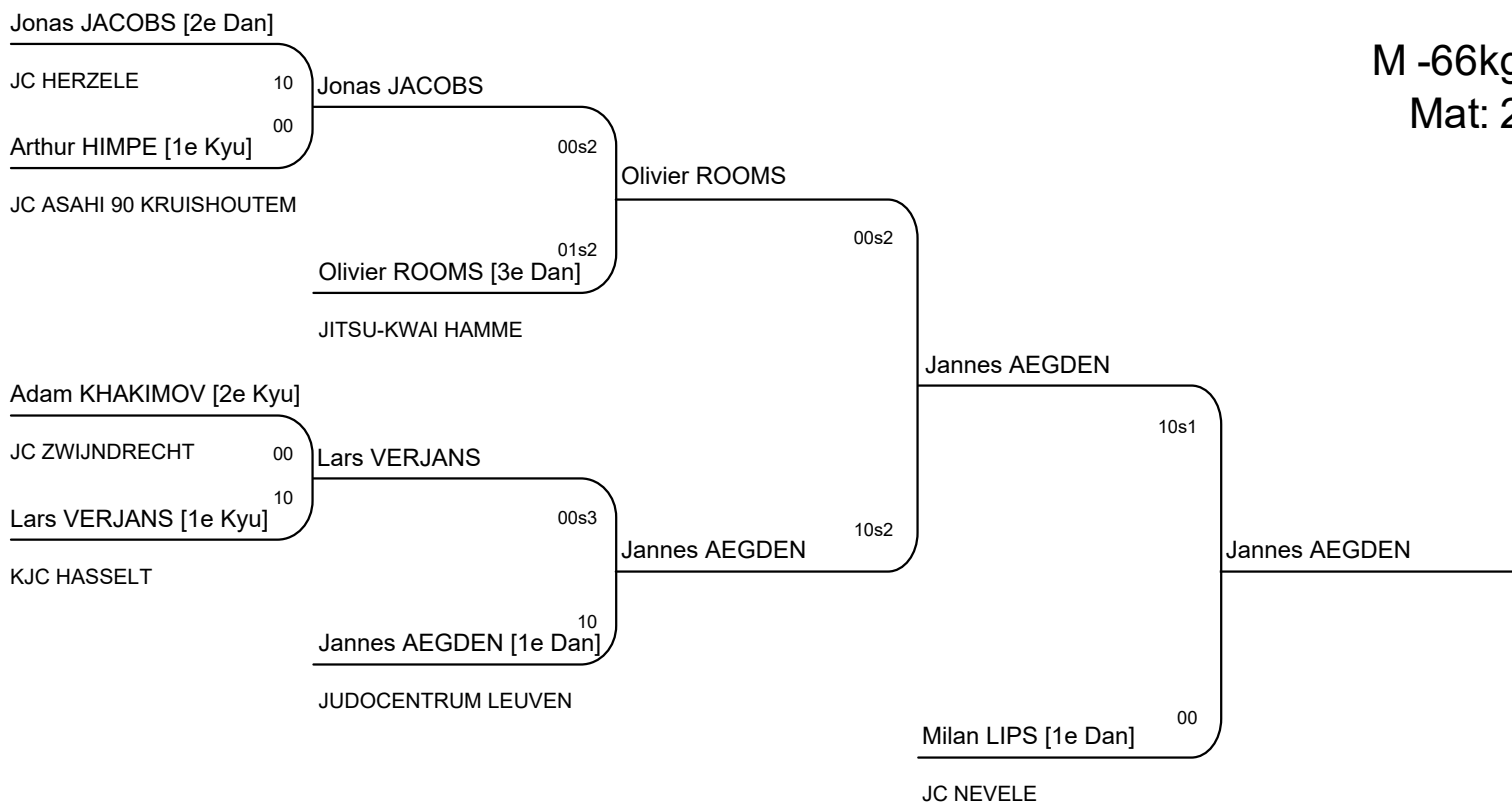 Jonas JACOBS [2e Dan]
M -66kg
JC HERZELE
10
Jonas JACOBS
Mat: 2
00
Arthur HIMPE [1e Kyu]
00s2
Olivier ROOMS
JC ASAHI 90 KRUISHOUTEM
00s2
01s2
Olivier ROOMS [3e Dan]
JITSU-KWAI HAMME
Jannes AEGDEN
Adam KHAKIMOV [2e Kyu]
10s1
JC ZWIJNDRECHT
00
Lars VERJANS
10
Lars VERJANS [1e Kyu]
00s3
10s2
Jannes AEGDEN
Jannes AEGDEN
KJC HASSELT
10
Jannes AEGDEN [1e Dan]
JUDOCENTRUM LEUVEN
00
Milan LIPS [1e Dan]
JC NEVELE